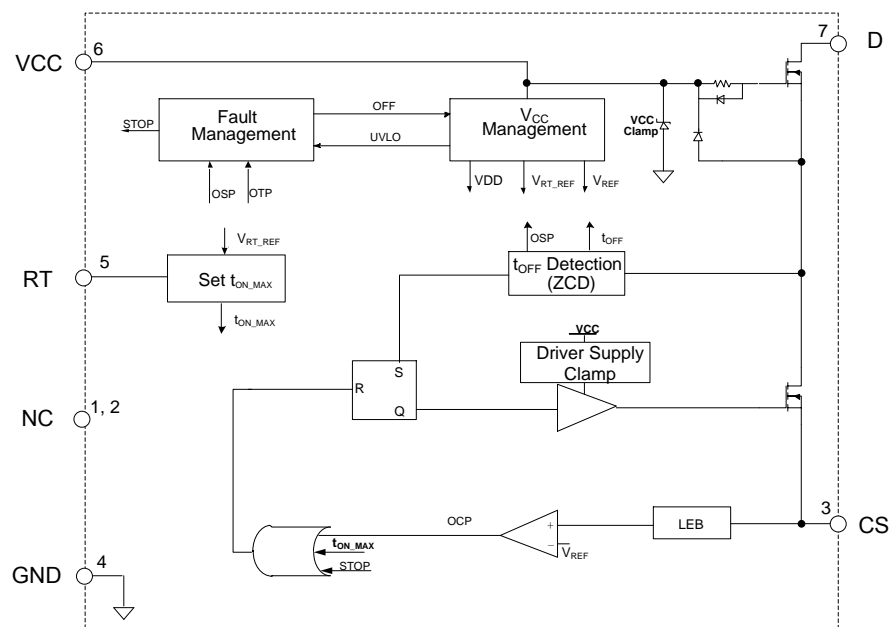 7
D
6
VCC
STOP
Fault
Management
OFF
UVLO
VCC
Management
VCC
Clamp
OSP
OTP
VDD
VRT_REF
VREF
VRT_REF
5
RT
Set tON_MAX
tON_MAX
OSP
tOFF
tOFF Detection
(ZCD)
VCC
Driver Supply
Clamp
S
R
Q
1, 2
NC
3
CS
OCP
+
−
VREF
LEB
tON_MAX
STOP
4
GND